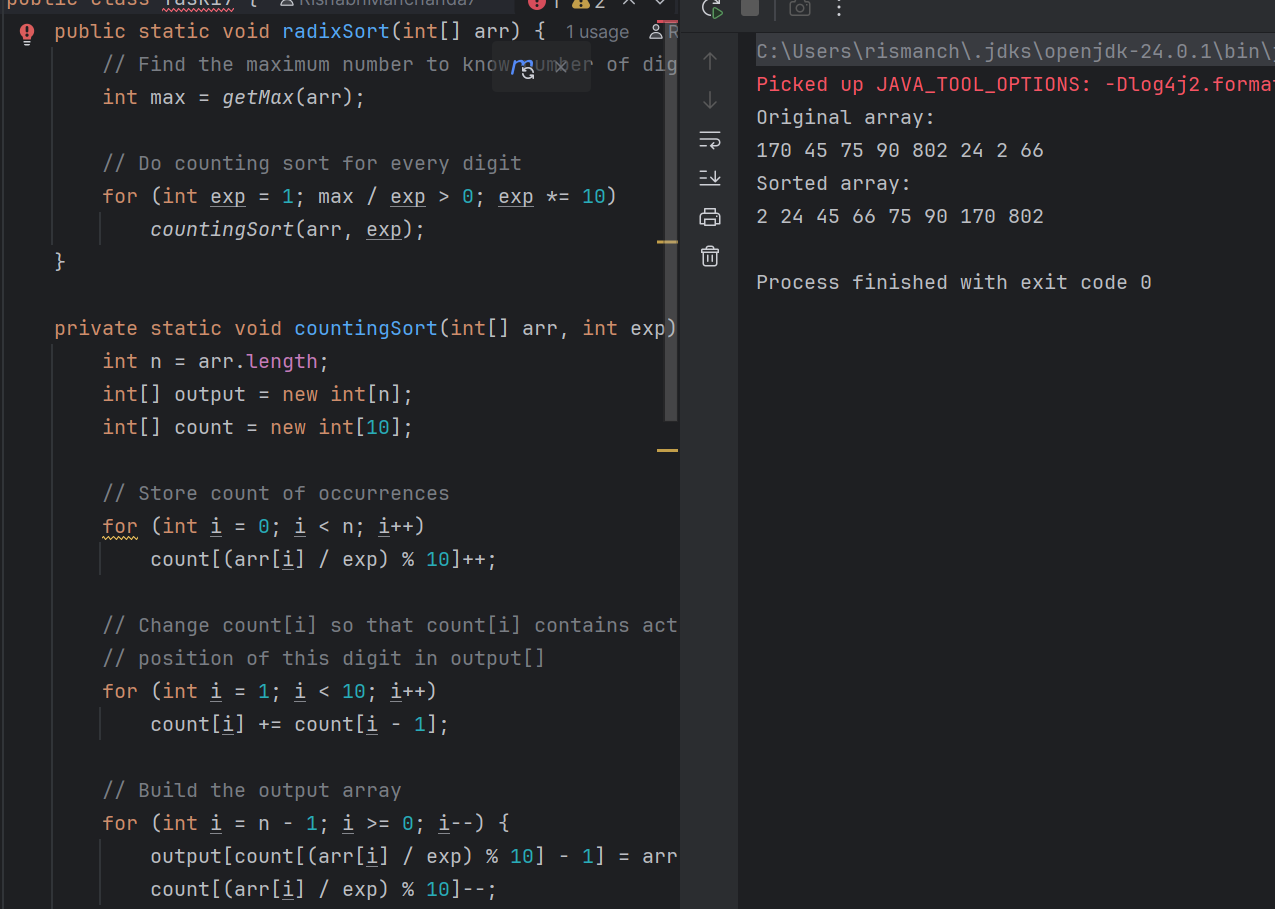 public class Task17 { RishabhManchanda7 1 2
public static void radixSort(int[] arr) { 1 usage R
// Find the maximum number to know number of dig
int max = getMax(arr);
// Do counting sort for every digit
for (int exp = 1; max / exp > 0; exp *= 10)
countingSort(arr, exp);
}
private static void countingSort(int[] arr, int exp)
int n = arr.length;
int[] output = new int[n];
int[] count = new int[10];
// Store count of occurrences
for (int i = 0; i < n; i++)
count[(arr[i] / exp) % 10]++;
// Change count[i] so that count[i] contains act
// position of this digit in output[]
for (int i = 1; i < 10; i++)
count[i] += count[i - 1];
// Build the output array
for (int i = n - 1; i >= 0; i--) {
output[count[(arr[i] / exp) % 10] - 1] = arr
count[(arr[i] / exp) % 10]--;
C:\Users\rismanch\.jdks\openjdk-24.0.1\bin\
Picked up JAVA_TOOL_OPTIONS: -Dlog4j2.forma
Original array:
170 45 75 90 802 24 2 66
Sorted array:
2 24 45 66 75 90 170 802
Process finished with exit code 0